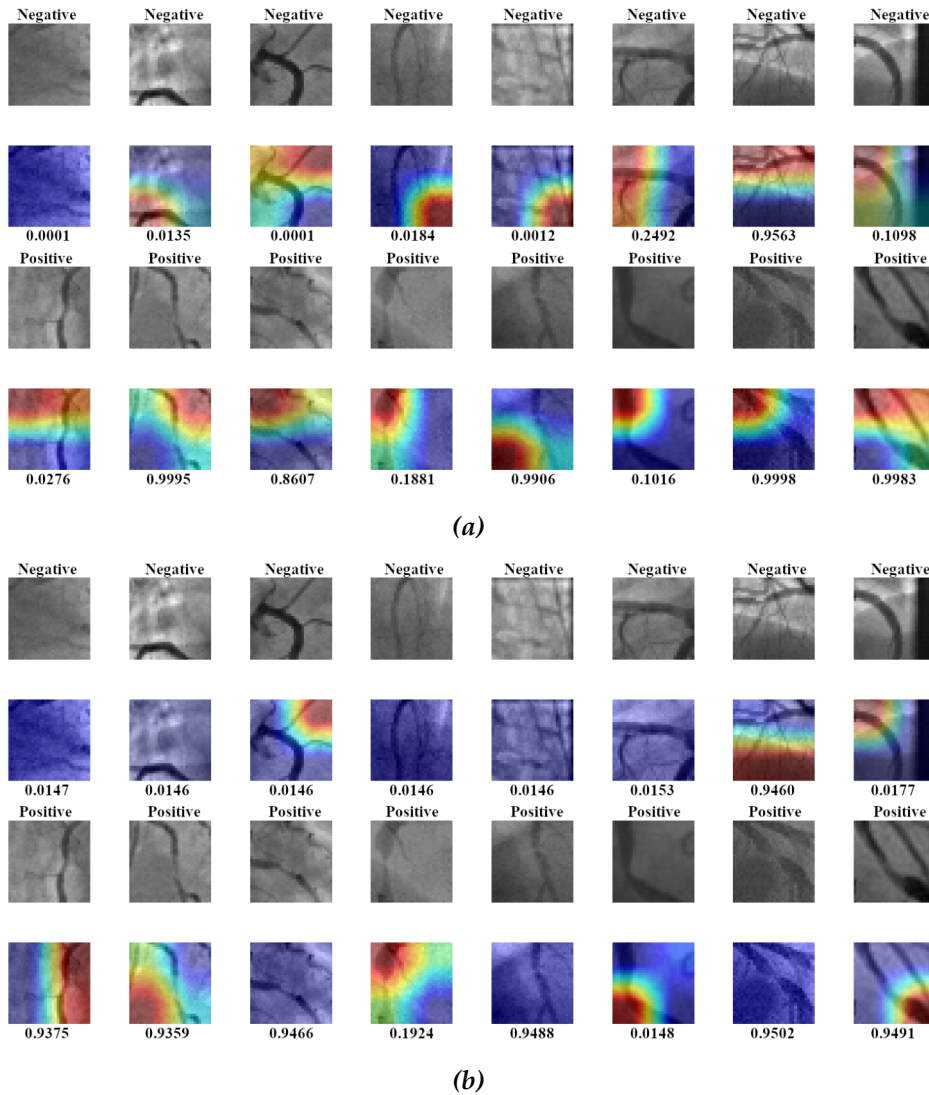 Negative Negative Negative Negative Negative Negative Negative Negative
0.0001 0.0135 0.0001 0.0184 0.0012 0.2492 0.9563 0.1098
Positive Positive Positive Positive Positive Positive Positive Positive
0.0276 0.9995 0.8607 0.1881 0.9906 0.1016 0.9998 0.9983
(a)
Negative Negative Negative Negative Negative Negative Negative Negative
0.0147 0.0146 0.0146 0.0146 0.0146 0.0153 0.9460 0.0177
Positive Positive Positive Positive Positive Positive Positive Positive
0.9375 0.9359 0.9466 0.1924 0.9488 0.0148 0.9502 0.9491
(b)